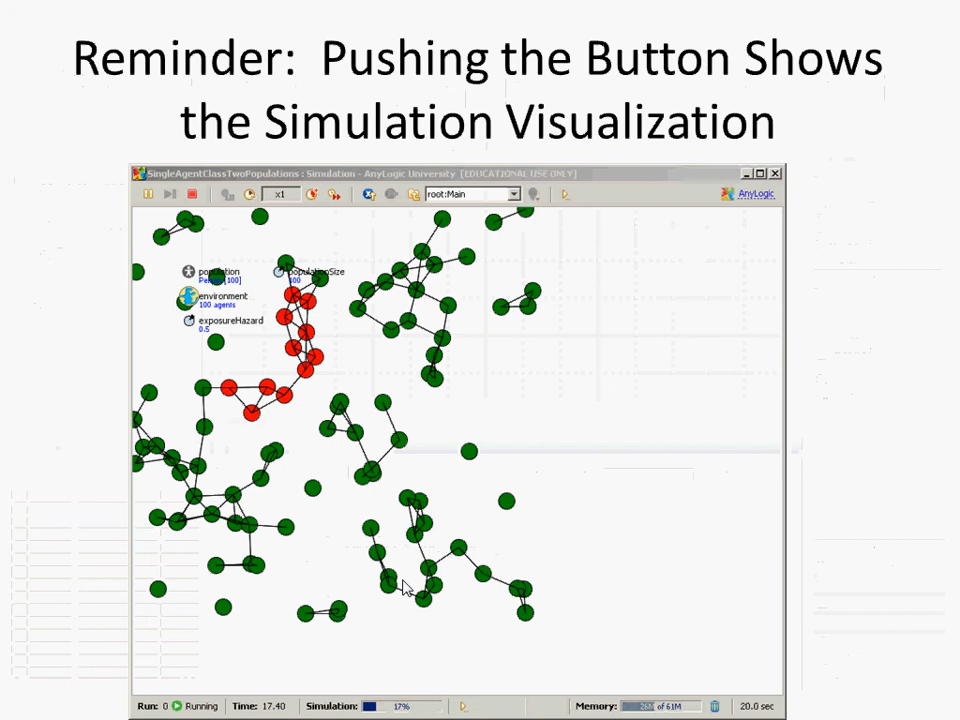 Reminder:  Pushing the Button Shows
the Simulation Visualization
SingleAgentClassTwoPopulations : Simulation - AnyLogic University [EDUCATIONAL USE ONLY]
x1
root:Main
AnyLogic
population
Person[100]
populationSize
100
environment
100 agents
exposureHazard
0.5
Run: 0 Running Time: 17.40 Simulation: 17% Memory: 26M of 61M 20.0 sec